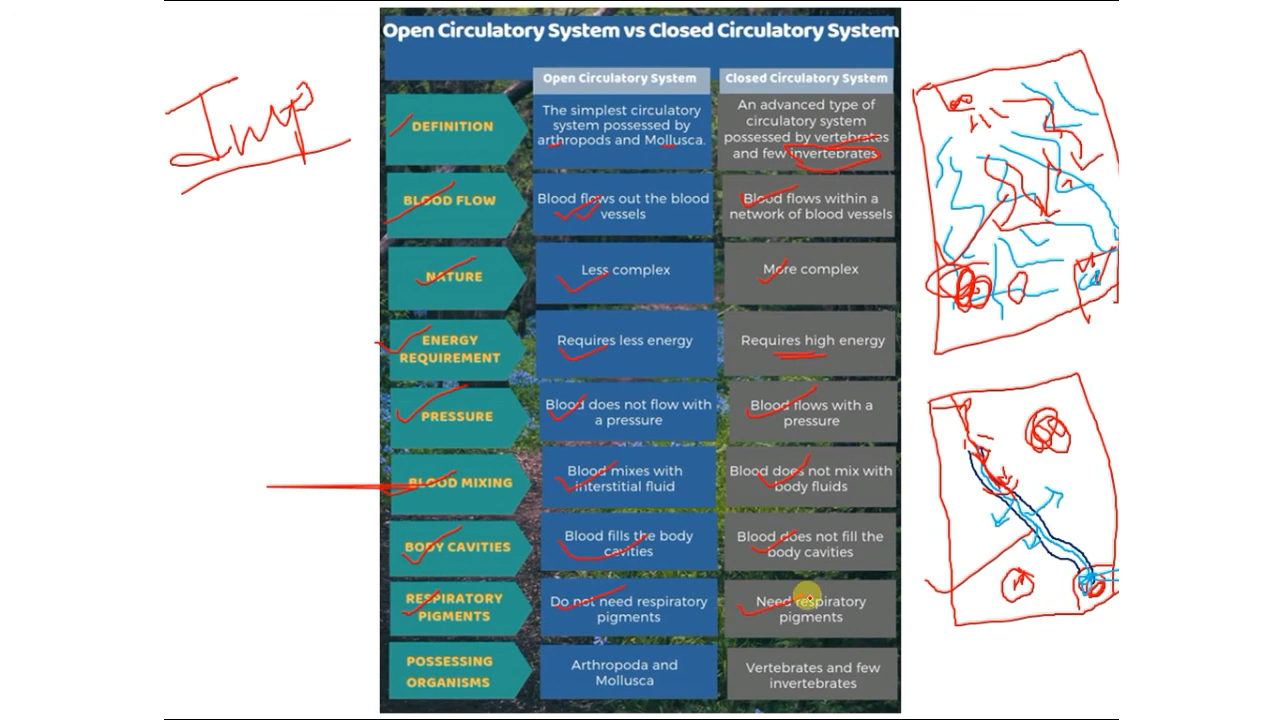 Open Circulatory System vs Closed Circulatory System
Open Circulatory System
Closed Circulatory System
Imp
DEFINITION
The simplest circulatory
system possessed by
arthropods and Mollusca.
An advanced type of
circulatory system
possessed by vertebrates
and few invertebrates
BLOOD FLOW
Blood flows out the blood
vessels
Blood flows within a
network of blood vessels
NATURE
Less complex
More complex
ENERGY
REQUIREMENT
Requires less energy
Requires high energy
PRESSURE
Blood does not flow with
a pressure
Blood flows with a
pressure
BLOOD MIXING
Blood mixes with
interstitial fluid
Blood does not mix with
body fluids
BODY CAVITIES
Blood fills the body
cavities
Blood does not fill the
body cavities
RESPIRATORY
PIGMENTS
Do not need respiratory
pigments
Need respiratory
pigments
POSSESSING
ORGANISMS
Arthropoda and
Mollusca
Vertebrates and few
invertebrates